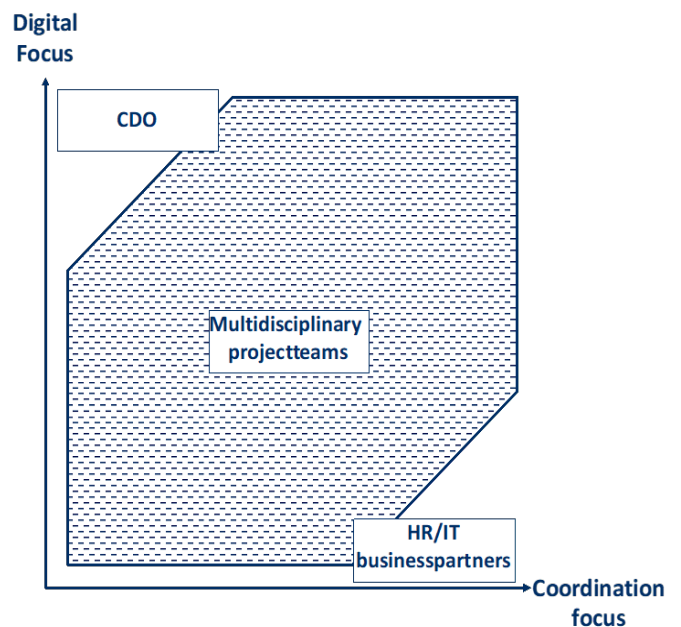 Digital
Focus
CDO
Multidisciplinary
projectteams
HR/IT
businesspartners
Coordination
focus